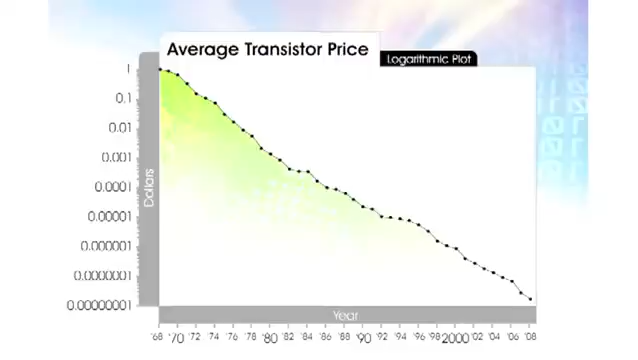 Average Transistor Price
Logarithmic Plot
1
0.1
0.01
0.001
0.0001
0.00001
0.000001
0.0000001
0.00000001
Dollars
Year
'68 '70 '72 '74 '76 '78 '80 '82 '84 '86 '88 '90 '92 '94 '96 '98 2000 '02 '04 '06 '08